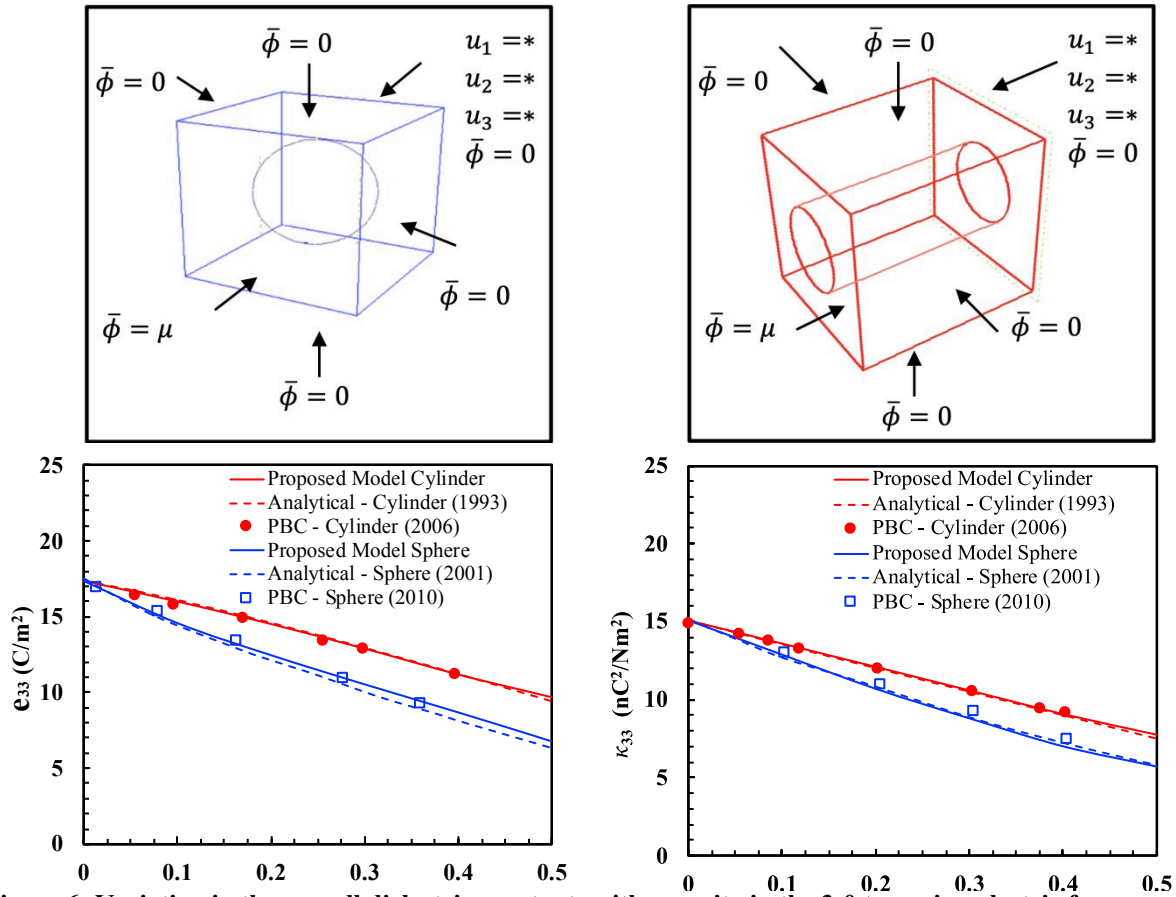 ϕ̄ = 0
u₁ =∗
ϕ̄ = 0
u₂ =∗
u₃ =∗
ϕ̄ = 0
ϕ̄ = 0
ϕ̄ = μ
ϕ̄ = 0
ϕ̄ = 0
u₁ =∗
ϕ̄ = 0
u₂ =∗
u₃ =∗
ϕ̄ = 0
ϕ̄ = μ
ϕ̄ = 0
ϕ̄ = 0
25
20
15
10
5
0
e₃₃ (C/m²)
Proposed Model Cylinder
Analytical - Cylinder (1993)
PBC - Cylinder (2006)
Proposed Model Sphere
Analytical - Sphere (2001)
PBC - Sphere (2010)
0.1
0.2
0.3
0.4
0.5
25
20
15
10
5
0
κ₃₃ (nC²/Nm²)
Proposed Model Cylinder
Analytical - Cylinder (1993)
PBC - Cylinder (2006)
Proposed Model Sphere
Analytical - Sphere (2001)
PBC - Sphere (2010)
0
0.1
0.2
0.3
0.4
0.5